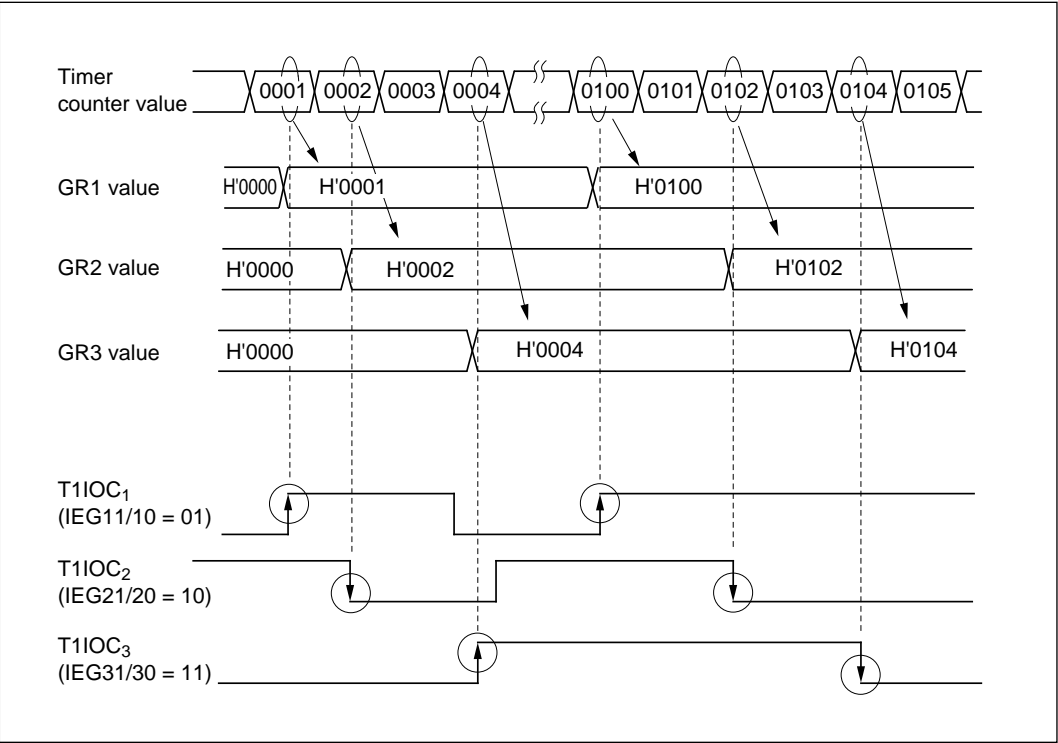 Timer
counter value
0001 0002 0003 0004 0100 0101 0102 0103 0104 0105
GR1 value H'0000 H'0001 H'0100
GR2 value H'0000 H'0002 H'0102
GR3 value H'0000 H'0004 H'0104
T1IOC1
(IEG11/10 = 01)
T1IOC2
(IEG21/20 = 10)
T1IOC3
(IEG31/30 = 11)